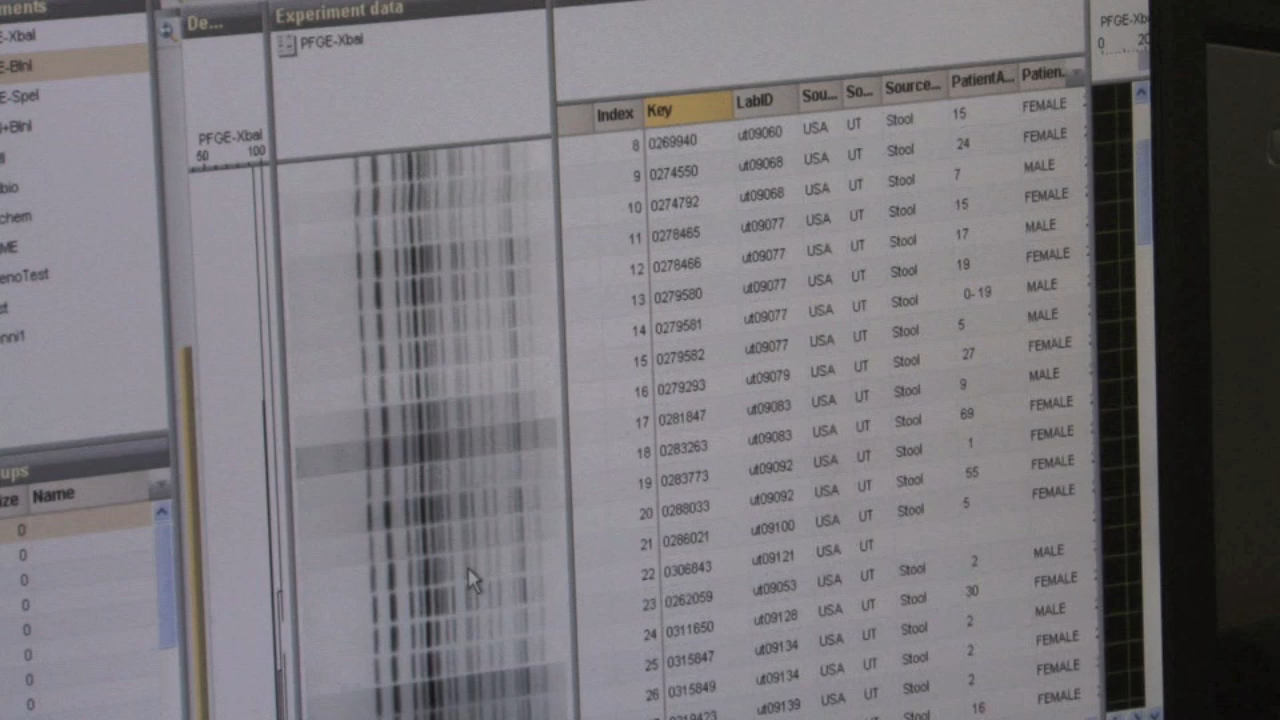 ments
E-XbaI
E-BlnI
E-SpeI
I+BlnI
bio
chem
ME
enoTest
st
nni1
ups
ize Name
0
0
0
0
0
0
0
0
De...
PFGE-XbaI
50 100
Experiment data
PFGE-XbaI
PFGE-Xb
0 20
Index Key LabID Sou... So... Source... PatientA... Patien.
8 0269940 ut09060 USA UT Stool 15 FEMALE
9 0274550 ut09068 USA UT Stool 24 FEMALE
10 0274792 ut09068 USA UT Stool 7 MALE
11 0278465 ut09077 USA UT Stool 15 FEMALE
12 0278466 ut09077 USA UT Stool 17 MALE
13 0279580 ut09077 USA UT Stool 19 FEMALE
14 0279581 ut09077 USA UT Stool 0-19 MALE
15 0279582 ut09077 USA UT Stool 5 MALE
16 0279293 ut09079 USA UT Stool 27 FEMALE
17 0281847 ut09083 USA UT Stool 9 MALE
18 0283263 ut09083 USA UT Stool 69 FEMALE
19 0283773 ut09092 USA UT Stool 1 FEMALE
20 0288033 ut09092 USA UT Stool 55 FEMALE
21 0286021 ut09100 USA UT Stool 5 FEMALE
22 0306843 ut09121 USA UT
23 0262059 ut09053 USA UT Stool 2 MALE
24 0311650 ut09128 USA UT Stool 30 FEMALE
25 0315847 ut09134 USA UT Stool 2 MALE
26 0315849 ut09134 USA UT Stool 2 FEMALE
0319423 ut09139 USA UT Stool 2 FEMALE
16 FEMALE